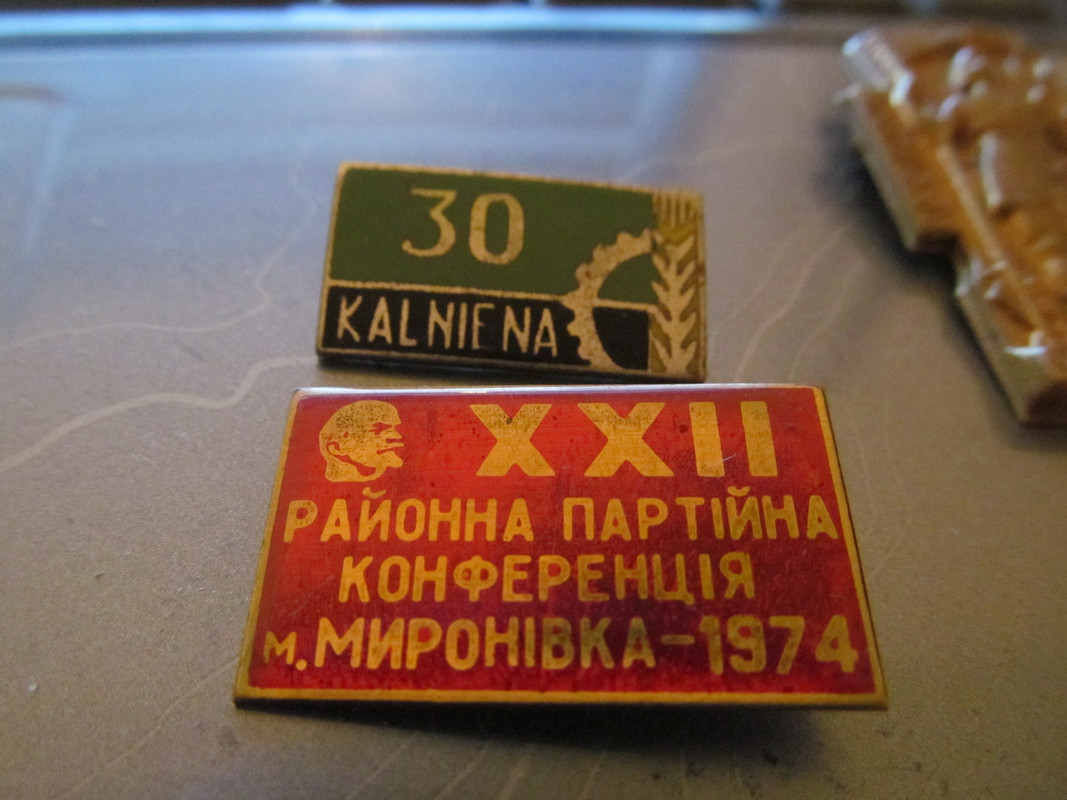 30
KALNIENA
XXII
РАЙОННА ПАРТІЙНА
КОНФЕРЕНЦІЯ
м. МИРОНІВКА-1974